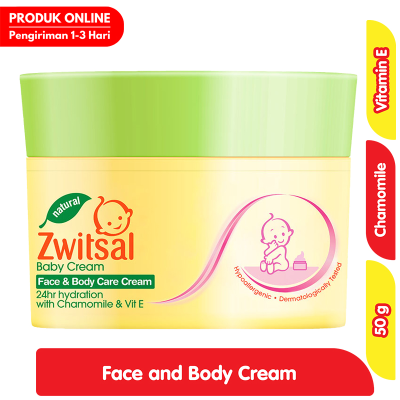 PRODUK ONLINE
Pengiriman 1-3 Hari
natural
Zwitsal
Baby Cream
Face & Body Care Cream
24hr hydration
with Chamomile & Vit E
Hypoallergenic • Dermatologically Tested
Vitamin E
Chamomile
50 g
Face and Body Cream